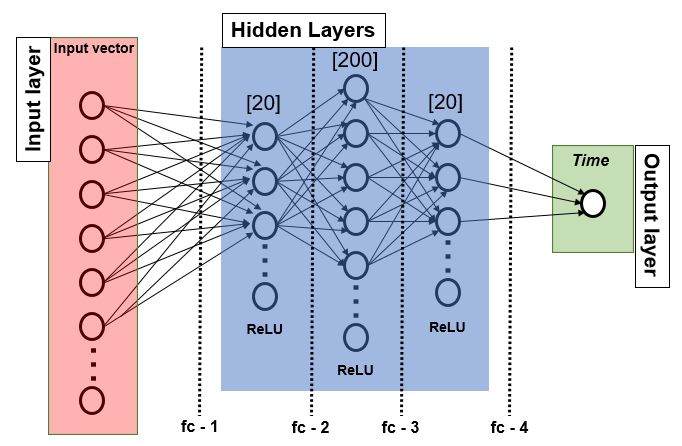 Hidden Layers
Input layer
Input vector
[20]
[200]
[20]
Time
Output layer
ReLU
ReLU
ReLU
fc - 1
fc - 2
fc - 3
fc - 4